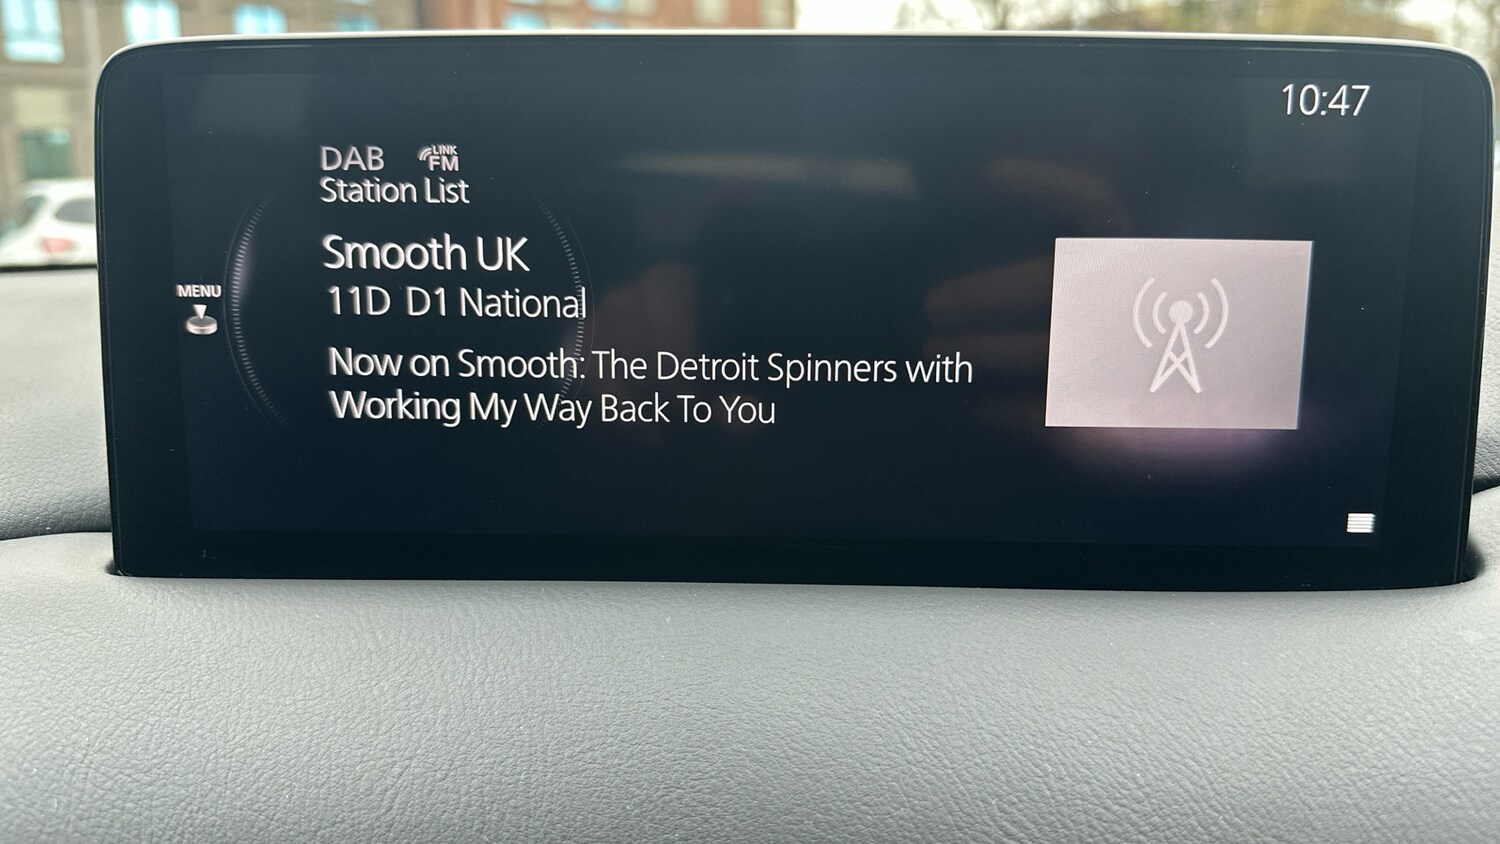 10:47
DAB LINK FM
Station List
Smooth UK
11D D1 National
MENU
Now on Smooth: The Detroit Spinners with
Working My Way Back To You